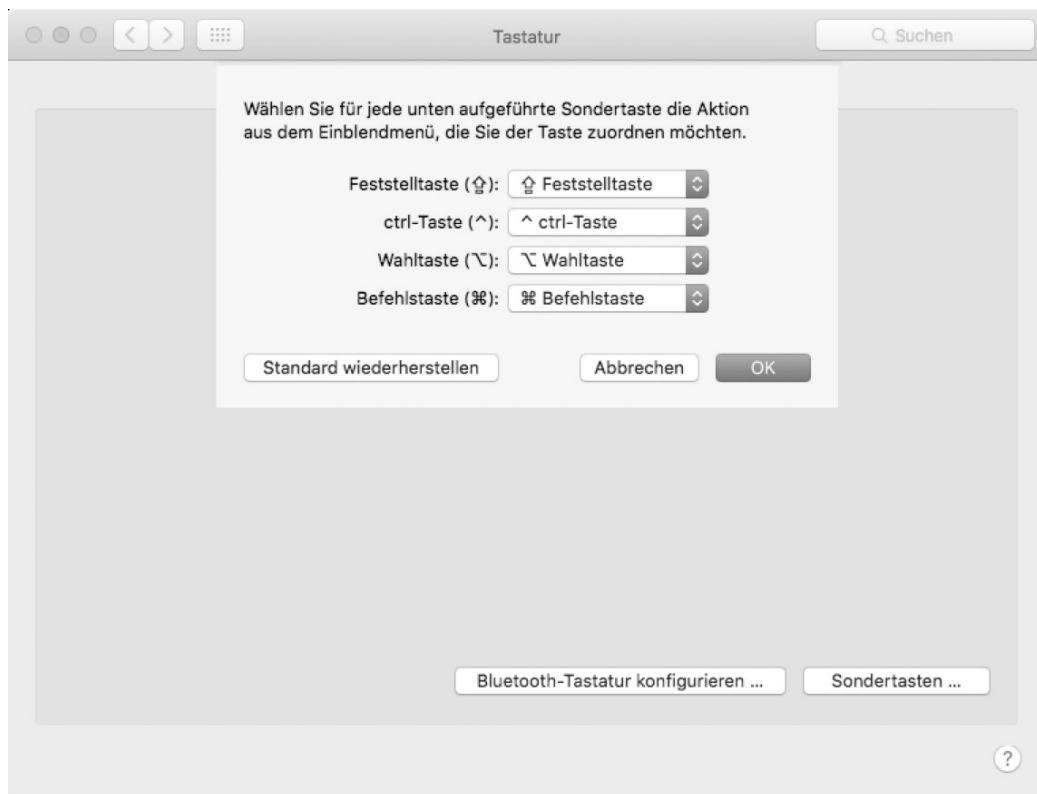 Tastatur
Suchen
Wählen Sie für jede unten aufgeführte Sondertaste die Aktion
aus dem Einblendmenü, die Sie der Taste zuordnen möchten.
Feststelltaste (⇪): ⇪ Feststelltaste
ctrl-Taste (^): ^ ctrl-Taste
Wahltaste (⌥): ⌥ Wahltaste
Befehlstaste (⌘): ⌘ Befehlstaste
Standard wiederherstellen Abbrechen OK
Bluetooth-Tastatur konfigurieren ... Sondertasten ...
?